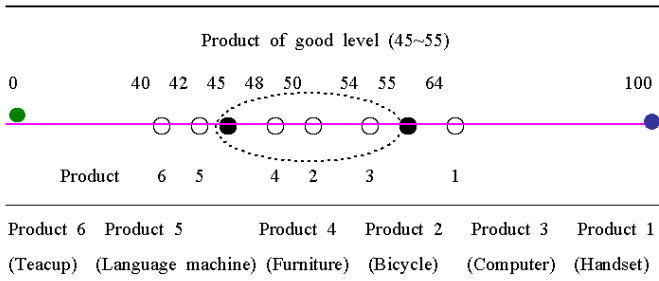 Product of good level (45~55)
0 40 42 45 48 50 54 55 64 100
Product 6 5 4 2 3 1
Product 6 Product 5 Product 4 Product 2 Product 3 Product 1
(Teacup) (Language machine) (Furniture) (Bicycle) (Computer) (Handset)